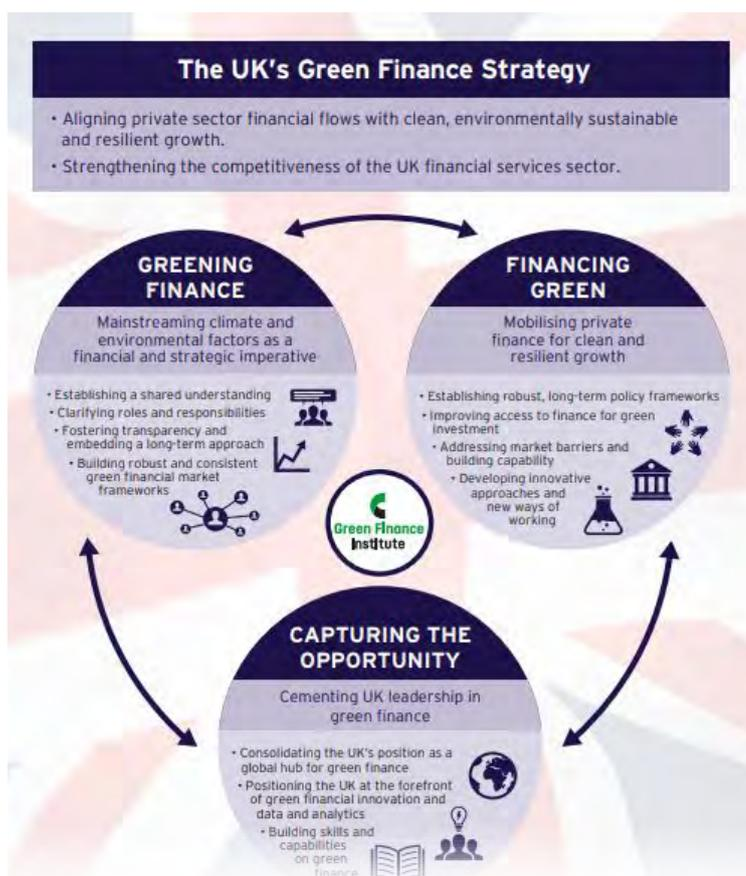 The UK's Green Finance Strategy
• Aligning private sector financial flows with clean, environmentally sustainable
and resilient growth.
• Strengthening the competitiveness of the UK financial services sector.
GREENING
FINANCE
Mainstreaming climate and
environmental factors as a
financial and strategic imperative
• Establishing a shared understanding
• Clarifying roles and responsibilities
• Fostering transparency and
embedding a long-term approach
• Building robust and consistent
green financial market
frameworks
FINANCING
GREEN
Mobilising private
finance for clean and
resilient growth
• Establishing robust, long-term policy frameworks
• Improving access to finance for green
investment
• Addressing market barriers and
building capability
• Developing innovative
approaches and
new ways of
working
Green Finance
Institute
CAPTURING THE
OPPORTUNITY
Cementing UK leadership in
green finance
• Consolidating the UK's position as a
global hub for green finance
• Positioning the UK at the forefront
of green financial innovation and
data and analytics
• Building skills and
capabilities
on green
finance